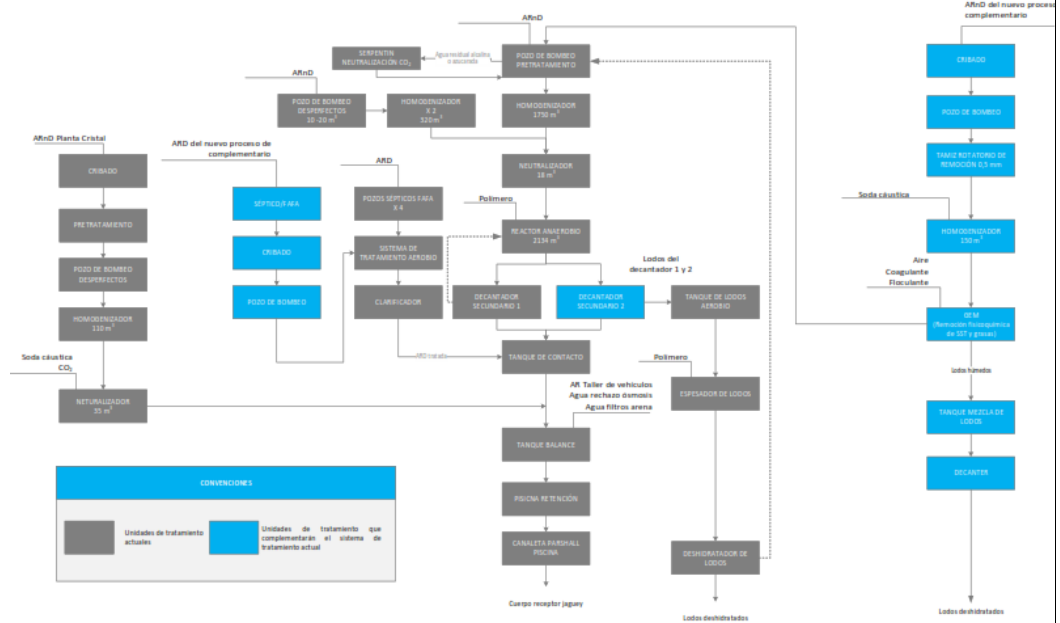 ARnD del nuevo proceso
complementario
ARnD
SERPENTIN
NEUTRALIZACIÓN CO₂
Agua residual alcalina
o azucarada
POZO DE BOMBEO
PRETRATAMIENTO
CRIBADO
ARnD
POZO DE BOMBEO
DESPERFECTOS
10 -20 m³
HOMOGENIZADOR
X 2
320 m³
HOMOGENIZADOR
1750 m³
POZO DE BOMBEO
ARnD Planta Cristal
ARD del nuevo proceso de
complementario
ARD
CRIBADO
NEUTRALIZADOR
18 m³
TAMIZ ROTATORIO DE
REMOCIÓN 0,5 mm
SÉPTICO/FAFA
POZOS SÉPTICOS FAFA
X 4
Polímero
Soda cáustica
PRETRATAMIENTO
REACTOR ANAEROBIO
2134 m³
HOMOGENIZADOR
150 m³
CRIBADO
SISTEMA DE
TRATAMIENTO AEROBIO
Lodos del
decantador 1 y 2
Aire
Coagulante
Floculante
POZO DE BOMBEO
DESPERFECTOS
POZO DE BOMBEO
CLARIFICADOR
DECANTADOR
SECUNDARIO 1
DECANTADOR
SECUNDARIO 2
TANQUE DE LODOS
AEROBIO
HOMOGENIZADOR
110 m³
GEM
(Remoción fisicoquímica
de SST y grasas)
Soda cáustica
CO₂
ARD tratada
TANQUE DE CONTACTO
Polímero
Lodos húmedos
NETURALIZADOR
35 m³
AR Taller de vehículos
Agua rechazo ósmosis
Agua filtros arena
ESPESADOR DE LODOS
TANQUE MEZCLA DE
LODOS
TANQUE BALANCE
DECANTER
CONVENCIONES
Unidades de tratamiento
actuales
Unidades de tratamiento que
complementarán el sistema de
tratamiento actual
PISICNA RETENCIÓN
CANALETA PARSHALL
PISCINA
DESHIDRATADOR DE
LODOS
Cuerpo receptor jaguey
Lodos deshidratados
Lodos deshidratados